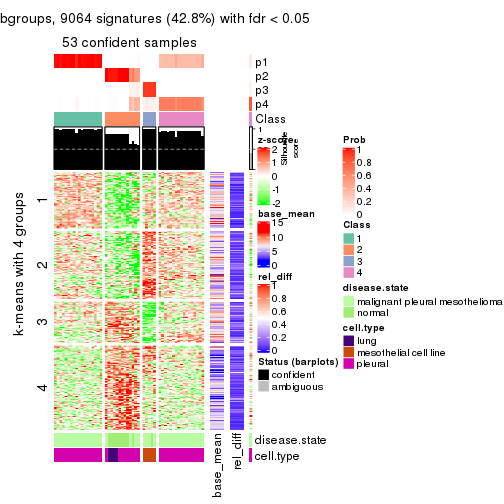 bgroups, 9064 signatures (42.8%) with fdr < 0.05
53 confident samples
p1
p2
p3
p4
Class
1
Silhouette
score
k-means with 4 groups
1
2
3
4
z-score
2
1
0
-1
-2
base_mean
15
10
5
0
rel_diff
1
0.8
0.6
0.4
0.2
0
Status (barplots)
confident
ambiguous
Prob
1
0.8
0.6
0.4
0.2
0
Class
1
2
3
4
disease.state
malignant pleural mesothelioma
normal
cell.type
lung
mesothelial cell line
pleural
disease.state
cell.type
base_mean
rel_diff